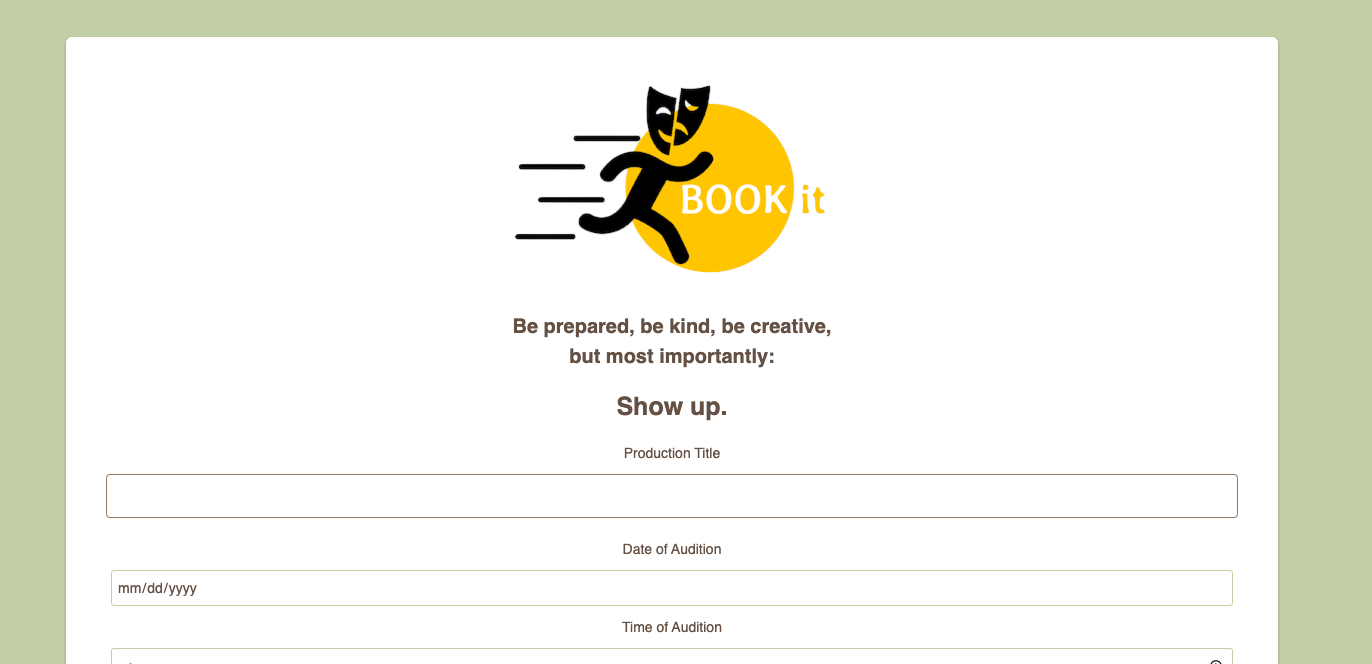 BOOK it
Be prepared, be kind, be creative,
but most importantly:
Show up.
Production Title
Date of Audition
mm/dd/yyyy
Time of Audition